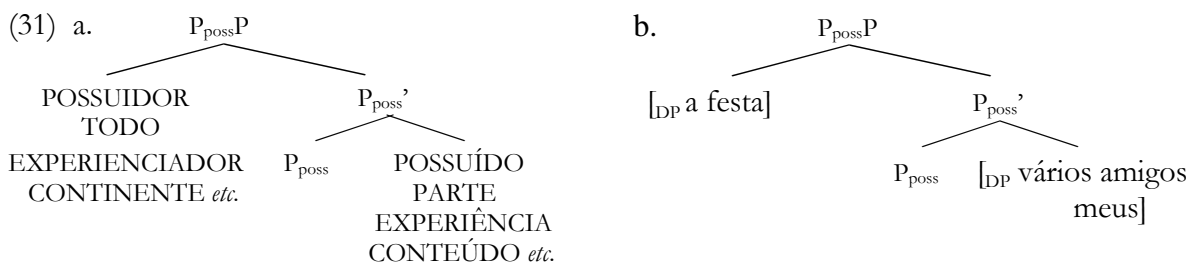 (31) a. PpossP b. PpossP
POSSUIDOR Pposs’ [DP a festa] Pposs’
TODO
EXPERIENCIADOR Pposs POSSUÍDO Pposs [DP vários amigos
CONTINENTE etc. PARTE meus]
EXPERIÊNCIA
CONTEÚDO etc.